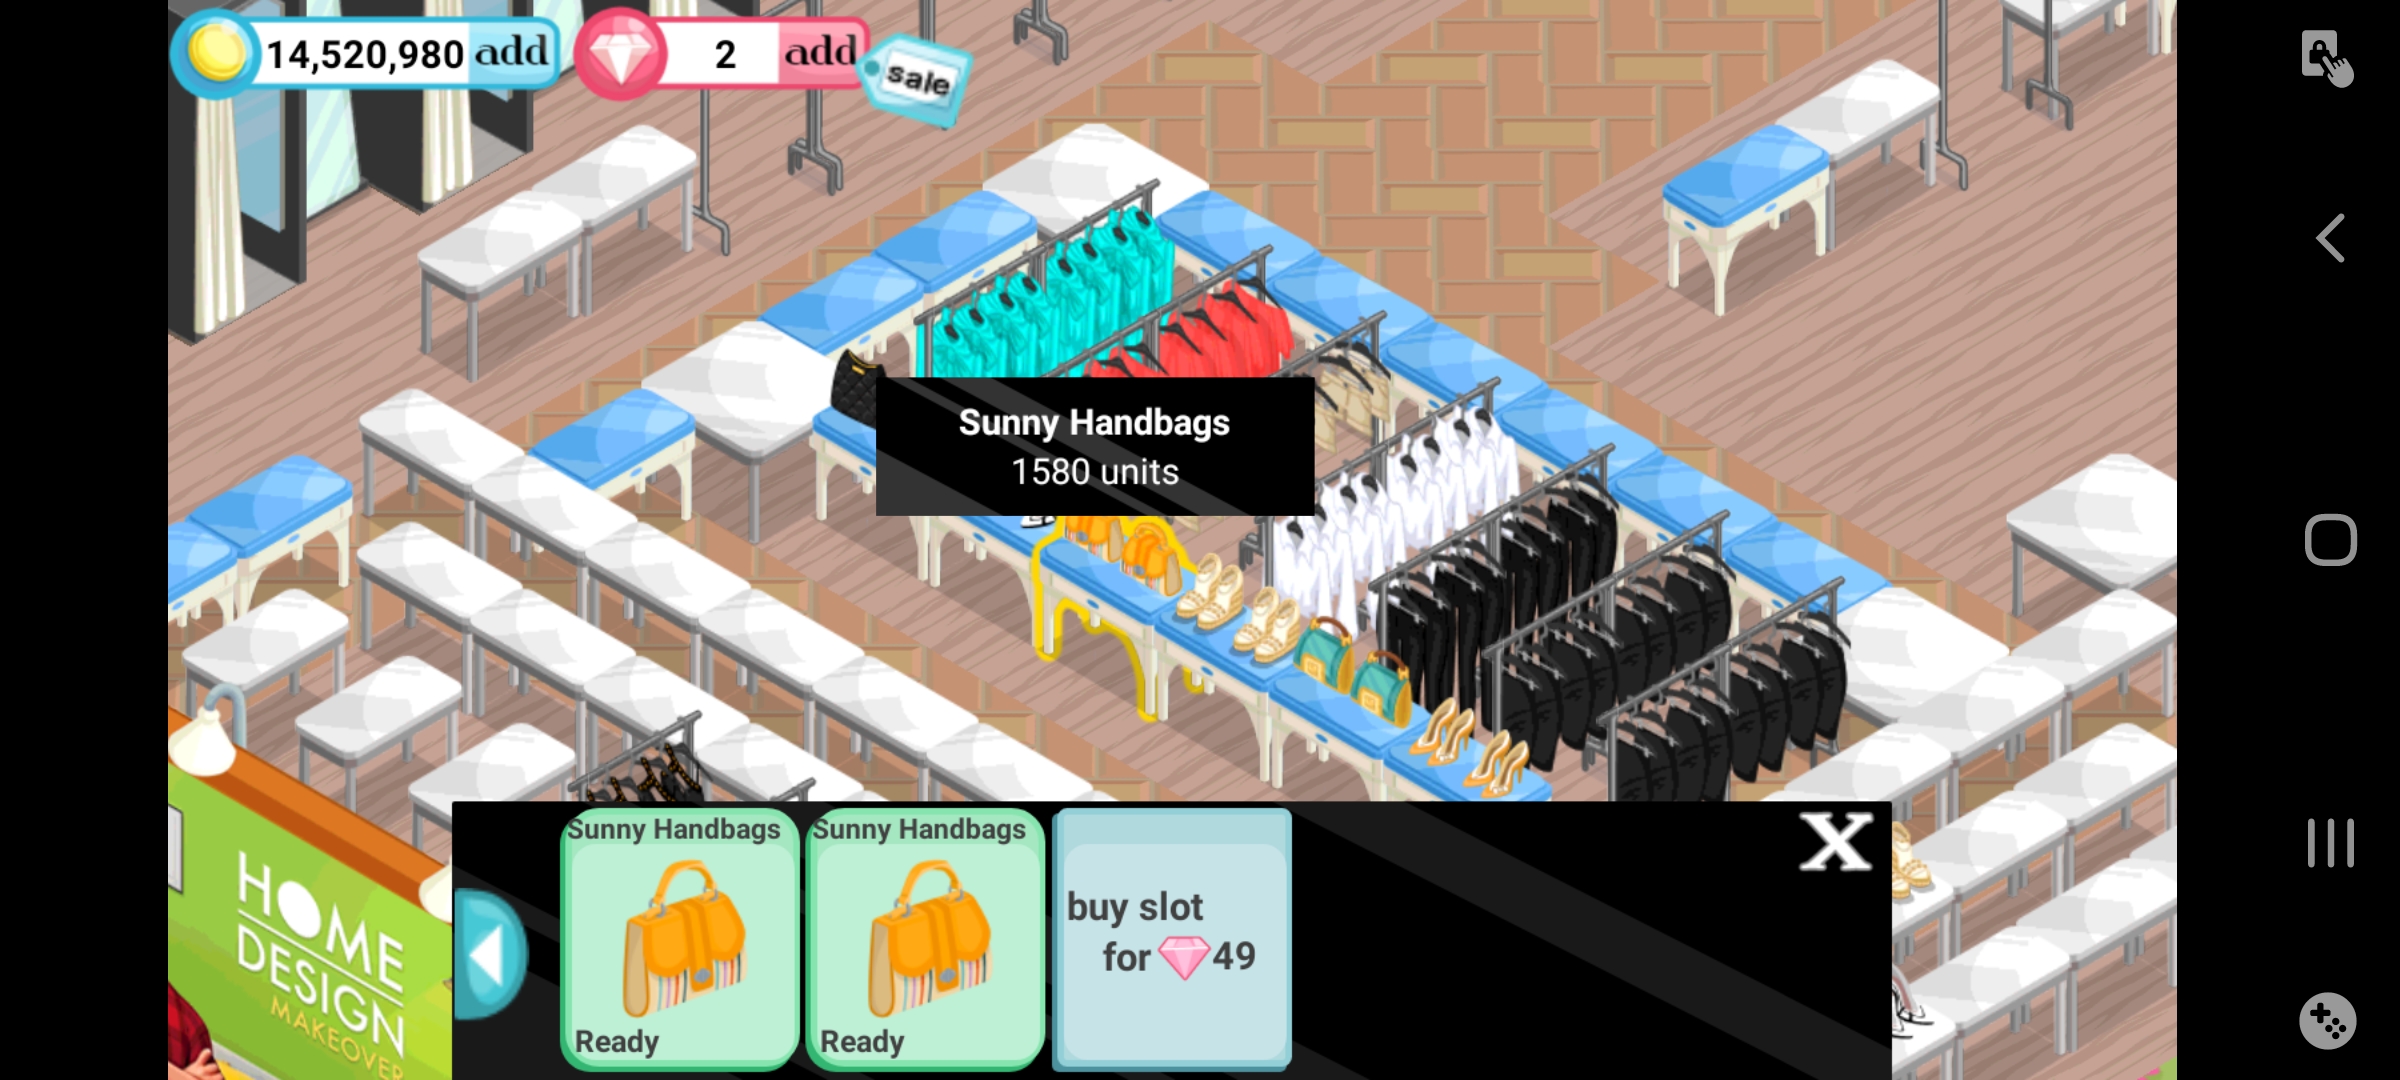 14,520,980 add
2 add
sale
Sunny Handbags
1580 units
Sunny Handbags
Ready
Sunny Handbags
Ready
buy slot
for 49
X
HOME
DESIGN
MAKEOVER